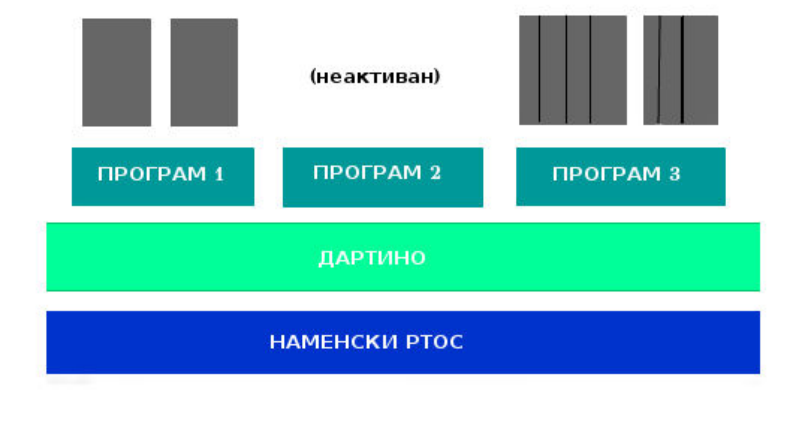 (неактиван)
ПРОГРАМ 1
ПРОГРАМ 2
ПРОГРАМ 3
ДАРТИНО
НАМЕНСКИ РТОС